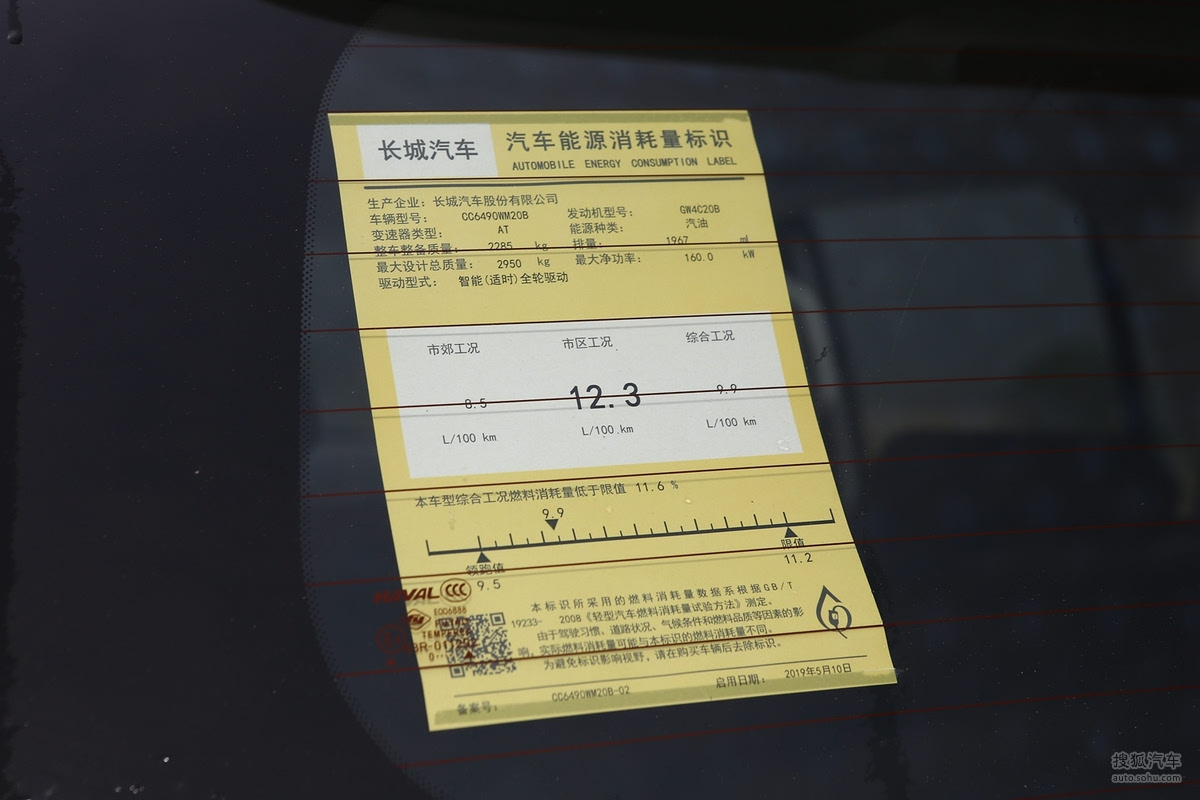 长城汽车
汽车能源消耗量标识
AUTOMOBILE ENERGY CONSUMPTION LABEL
生产企业：长城汽车股份有限公司
车辆型号： CC6490WM20B 发动机型号： GW4C20B
变速器类型： AT 能源种类： 汽油
整车整备质量： 2285 kg 排量： 1967 ml
最大设计总质量： 2950 kg 最大净功率： 160.0 kW
驱动型式： 智能(适时)全轮驱动
市郊工况 市区工况 综合工况
8.5 12.3 9.9
L/100 km L/100 km L/100 km
本车型综合工况燃料消耗量低于限值 11.6 %
9.9
领跑值 限值
9.5 11.2
HAVAL CCC
E006888
TEMPERED
本标识所采用的燃料消耗量数据系根据GB/T
19233- 2008《轻型汽车燃料消耗量试验方法》测定。
由于驾驶习惯、道路状况、气候条件和燃料品质等因素的影
响，实际燃料消耗量可能与本标识的燃料消耗量不同。
为避免标识影响视野，请在购买车辆后去除标识。
备案号： CC6490WM20B-02 启用日期： 2019年5月10日
搜狐汽车
auto.sohu.com